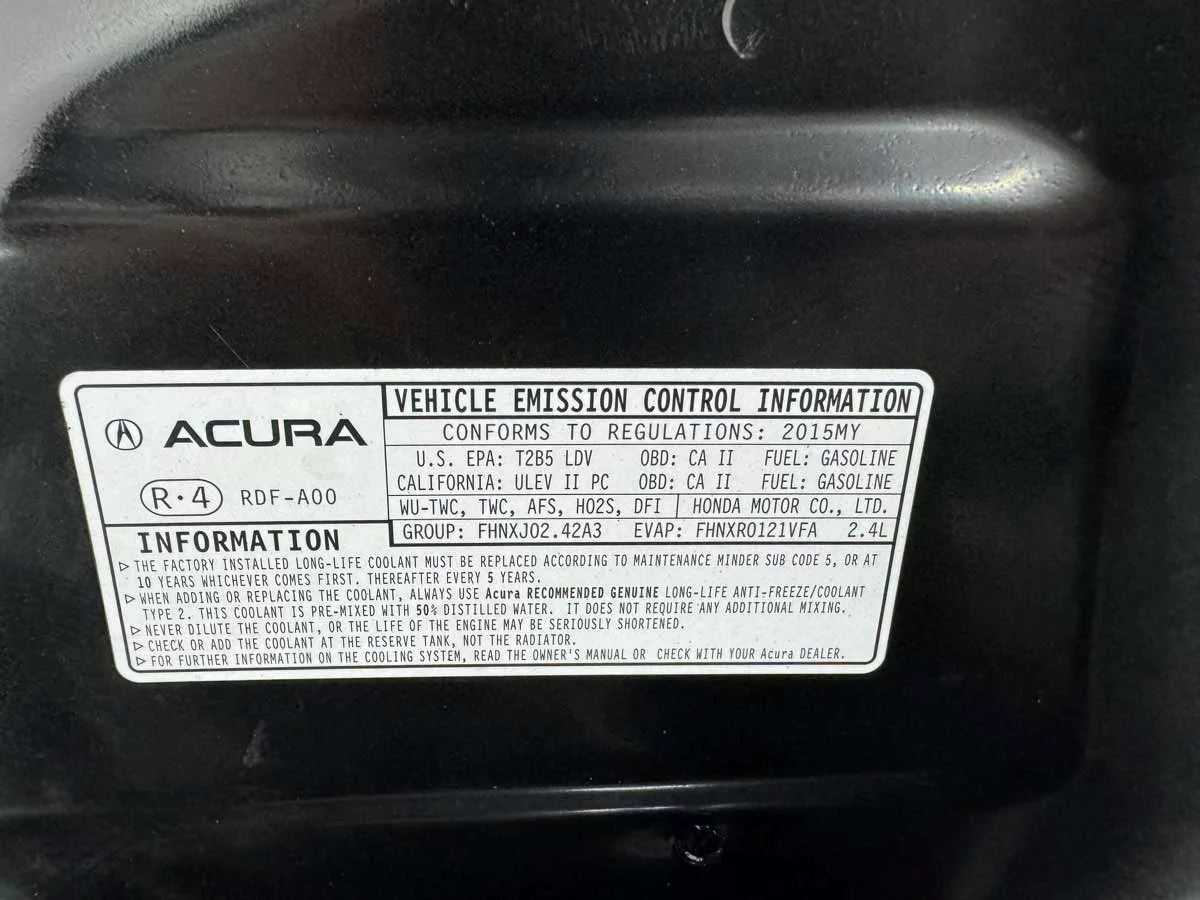 ACURA
R·4 RDF-A00
VEHICLE EMISSION CONTROL INFORMATION
CONFORMS TO REGULATIONS: 2015MY
U.S. EPA: T2B5 LDV OBD: CA II FUEL: GASOLINE
CALIFORNIA: ULEV II PC OBD: CA II FUEL: GASOLINE
WU-TWC, TWC, AFS, HO2S, DFI HONDA MOTOR CO., LTD.
GROUP: FHNXJ02.42A3 EVAP: FHNXR0121VFA 2.4L
INFORMATION
▷ THE FACTORY INSTALLED LONG-LIFE COOLANT MUST BE REPLACED ACCORDING TO MAINTENANCE MINDER SUB CODE 5, OR AT
10 YEARS WHICHEVER COMES FIRST. THEREAFTER EVERY 5 YEARS.
▷ WHEN ADDING OR REPLACING THE COOLANT, ALWAYS USE Acura RECOMMENDED GENUINE LONG-LIFE ANTI-FREEZE/COOLANT
TYPE 2. THIS COOLANT IS PRE-MIXED WITH 50% DISTILLED WATER. IT DOES NOT REQUIRE ANY ADDITIONAL MIXING.
▷ NEVER DILUTE THE COOLANT, OR THE LIFE OF THE ENGINE MAY BE SERIOUSLY SHORTENED.
▷ CHECK OR ADD THE COOLANT AT THE RESERVE TANK, NOT THE RADIATOR.
▷ FOR FURTHER INFORMATION ON THE COOLING SYSTEM, READ THE OWNER'S MANUAL OR CHECK WITH YOUR Acura DEALER.